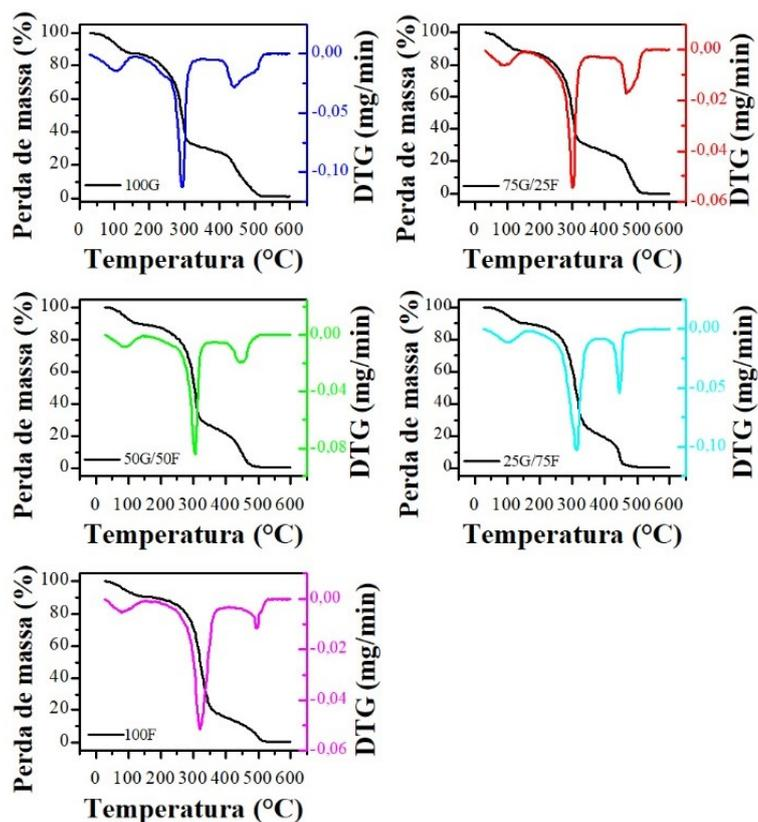 Perda de massa (%)
100
80
60
40
20
0
100G
0 100 200 300 400 500 600
Temperatura (°C)
0,00
-0,05
-0,10
DTG (mg/min)
Perda de massa (%)
100
80
60
40
20
0
75G/25F
0 100 200 300 400 500 600
Temperatura (°C)
0,00
-0,02
-0,04
-0,06
DTG (mg/min)
Perda de massa (%)
100
80
60
40
20
0
50G/50F
0 100 200 300 400 500 600
Temperatura (°C)
0,00
-0,04
-0,08
DTG (mg/min)
Perda de massa (%)
100
80
60
40
20
0
25G/75F
0 100 200 300 400 500 600
Temperatura (°C)
0,00
-0,05
-0,10
DTG (mg/min)
Perda de massa (%)
100
80
60
40
20
0
100F
0 100 200 300 400 500 600
Temperatura (°C)
0,00
-0,02
-0,04
-0,06
DTG (mg/min)